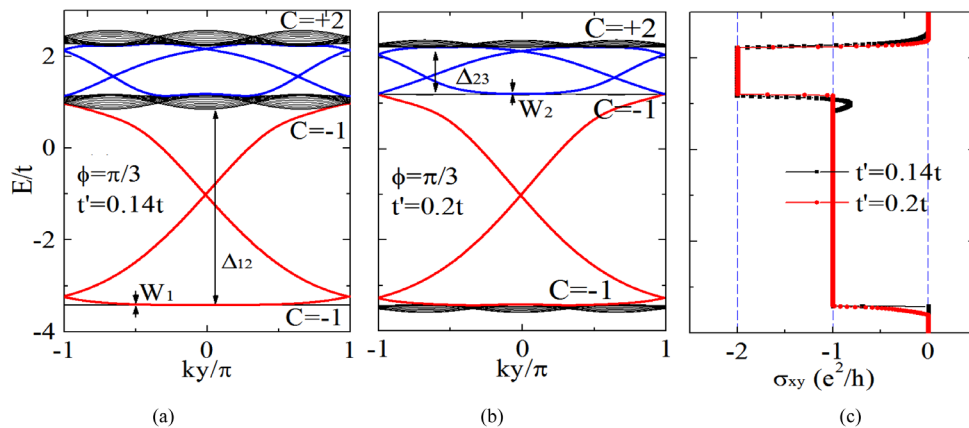 C=+2
C=-1
ϕ=π/3
t'=0.14t
Δ12
W1
C=-1
E/t
2
0
-2
-4
-1
0
1
ky/π
(a)
C=+2
Δ23
W2
C=-1
ϕ=π/3
t'=0.2t
C=-1
-1
0
1
ky/π
(b)
t'=0.14t
t'=0.2t
-2
-1
0
σxy (e²/h)
(c)